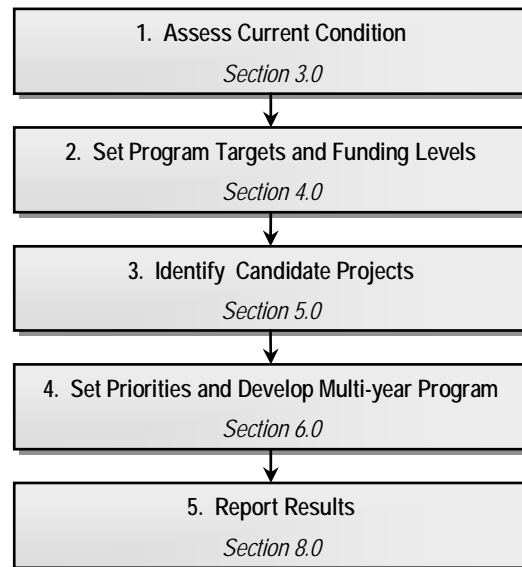 1. Assess Current Condition
Section 3.0
2. Set Program Targets and Funding Levels
Section 4.0
3. Identify Candidate Projects
Section 5.0
4. Set Priorities and Develop Multi-year Program
Section 6.0
5. Report Results
Section 8.0